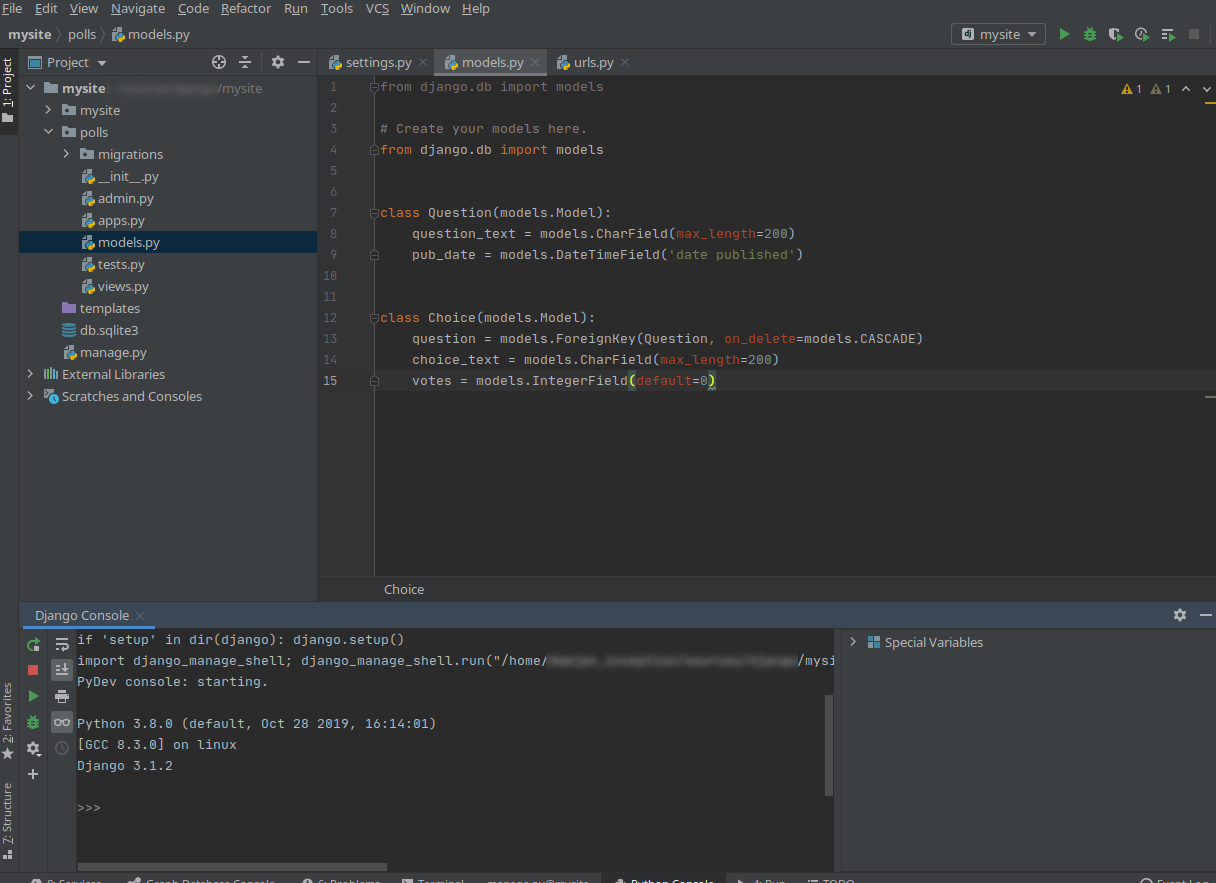 File Edit View Navigate Code Refactor Run Tools VCS Window Help
mysite polls models.py mysite
1: Project
Project
mysite /mysite
mysite
polls
migrations
__init__.py
admin.py
apps.py
models.py
tests.py
views.py
templates
db.sqlite3
manage.py
External Libraries
Scratches and Consoles
settings.py models.py urls.py
1 from django.db import models 1 1
2
3 # Create your models here.
4 from django.db import models
5
6
7 class Question(models.Model):
8 question_text = models.CharField(max_length=200)
9 pub_date = models.DateTimeField('date published')
10
11
12 class Choice(models.Model):
13 question = models.ForeignKey(Question, on_delete=models.CASCADE)
14 choice_text = models.CharField(max_length=200)
15 votes = models.IntegerField(default=0)
Choice
Django Console
if 'setup' in dir(django): django.setup()
import django_manage_shell; django_manage_shell.run("/home/ /mysi
PyDev console: starting.
Python 3.8.0 (default, Oct 28 2019, 16:14:01)
[GCC 8.3.0] on linux
Django 3.1.2
>>>
Special Variables
2: Favorites
7: Structure
8: Services Graph Database Console 6: Problems Terminal manage.py@mysite Python Console 4: Run TODO Event Log